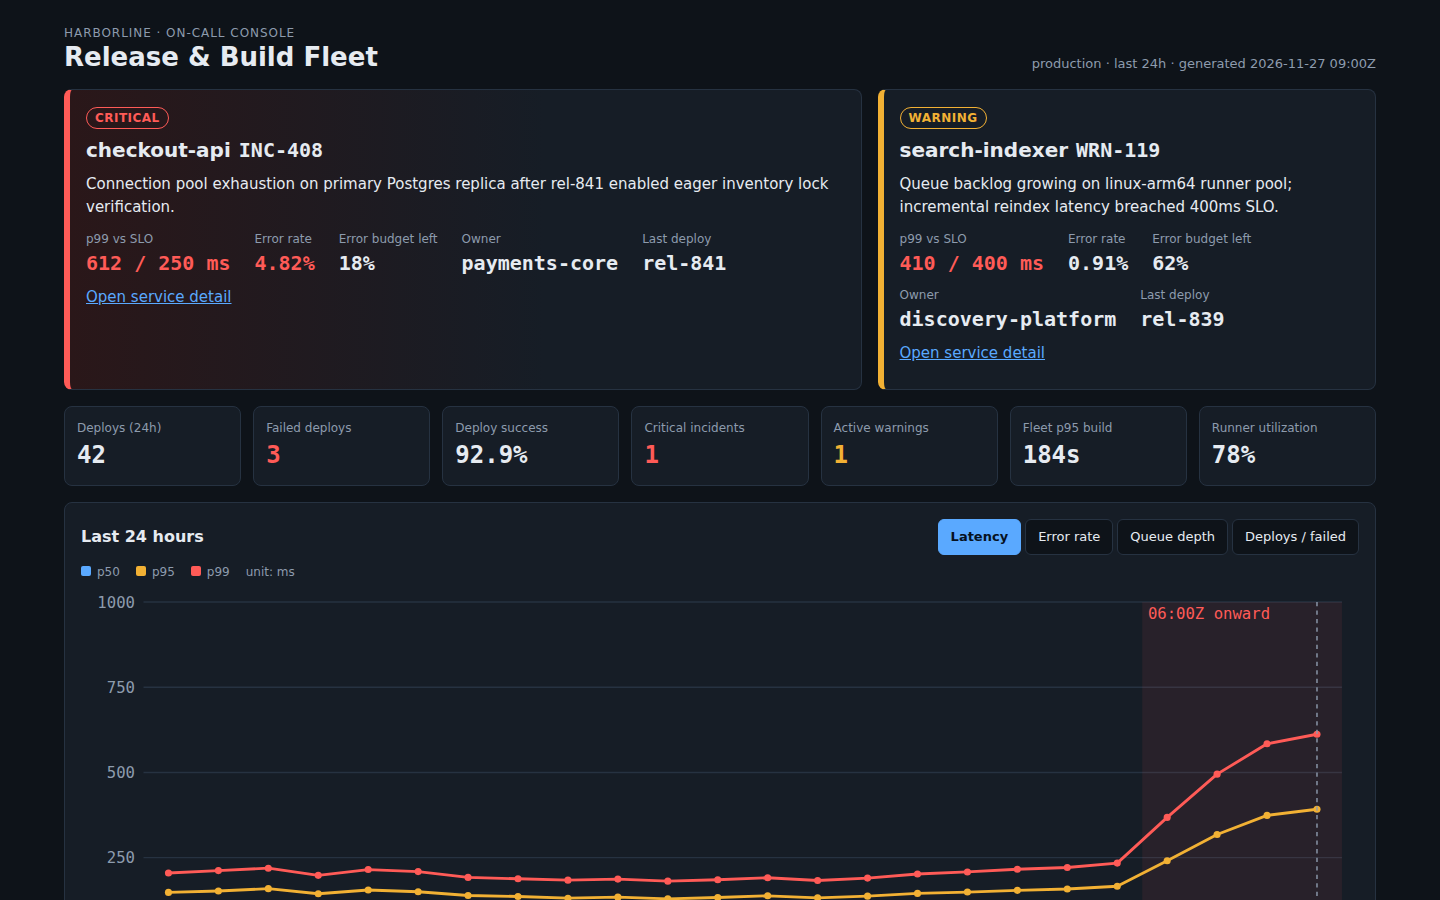 HARBORLINE · ON-CALL CONSOLE
Release & Build Fleet
production · last 24h · generated 2026-11-27 09:00Z
CRITICAL
checkout-api INC-408
Connection pool exhaustion on primary Postgres replica after rel-841 enabled eager inventory lock
verification.
p99 vs SLO Error rate Error budget left Owner Last deploy
612 / 250 ms 4.82% 18% payments-core rel-841
Open service detail
WARNING
search-indexer WRN-119
Queue backlog growing on linux-arm64 runner pool;
incremental reindex latency breached 400ms SLO.
p99 vs SLO Error rate Error budget left
410 / 400 ms 0.91% 62%
Owner Last deploy
discovery-platform rel-839
Open service detail
Deploys (24h) Failed deploys Deploy success Critical incidents Active warnings Fleet p95 build Runner utilization
42 3 92.9% 1 1 184s 78%
Last 24 hours
Latency Error rate Queue depth Deploys / failed
p50 p95 p99 unit: ms
1000
06:00Z onward
750
500
250